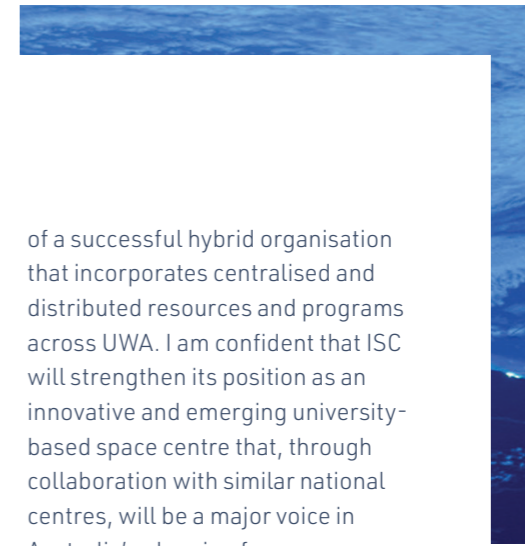 of a successful hybrid organisation
that incorporates centralised and
distributed resources and programs
across UWA. I am confident that ISC
will strengthen its position as an
innovative and emerging university-
based space centre that, through
collaboration with similar national
centres, will be a major voice in